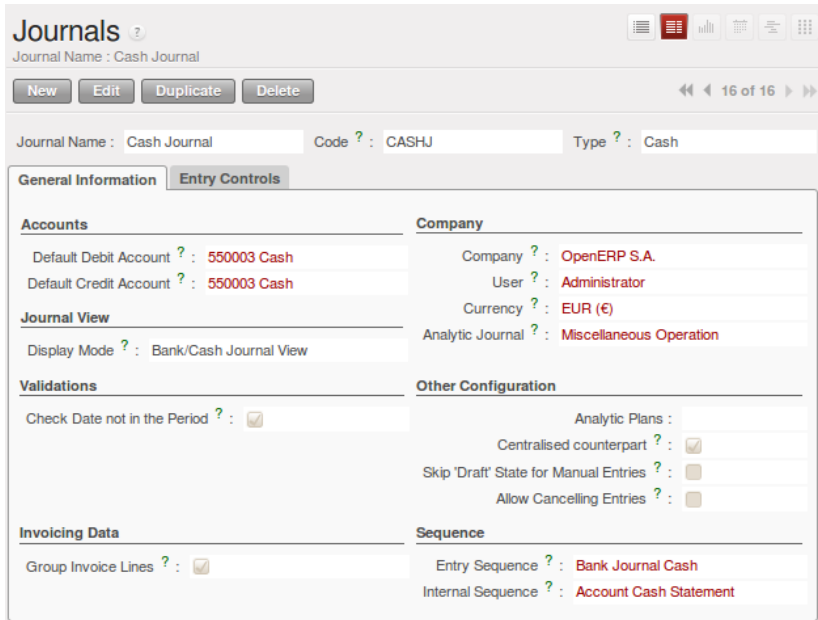 Journals ?
Journal Name : Cash Journal
New Edit Duplicate Delete 16 of 16
Journal Name : Cash Journal Code ? : CASHJ Type ? : Cash
General Information Entry Controls
Accounts
Default Debit Account ? : 550003 Cash
Default Credit Account ? : 550003 Cash
Journal View
Display Mode ? : Bank/Cash Journal View
Validations
Check Date not in the Period ? :
Invoicing Data
Group Invoice Lines ? :
Company
Company ? : OpenERP S.A.
User ? : Administrator
Currency ? : EUR (€)
Analytic Journal ? : Miscellaneous Operation
Other Configuration
Analytic Plans :
Centralised counterpart ? :
Skip 'Draft' State for Manual Entries ? :
Allow Cancelling Entries ? :
Sequence
Entry Sequence ? : Bank Journal Cash
Internal Sequence ? : Account Cash Statement